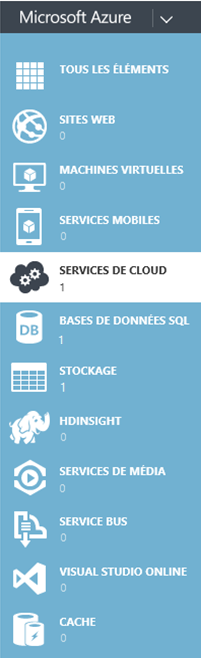 Microsoft Azure
TOUS LES ÉLÉMENTS
SITES WEB
0
MACHINES VIRTUELLES
0
SERVICES MOBILES
0
SERVICES DE CLOUD
1
DB
BASES DE DONNÉES SQL
1
STOCKAGE
1
HDINSIGHT
0
SERVICES DE MÉDIA
0
SERVICE BUS
0
VISUAL STUDIO ONLINE
0
CACHE
0